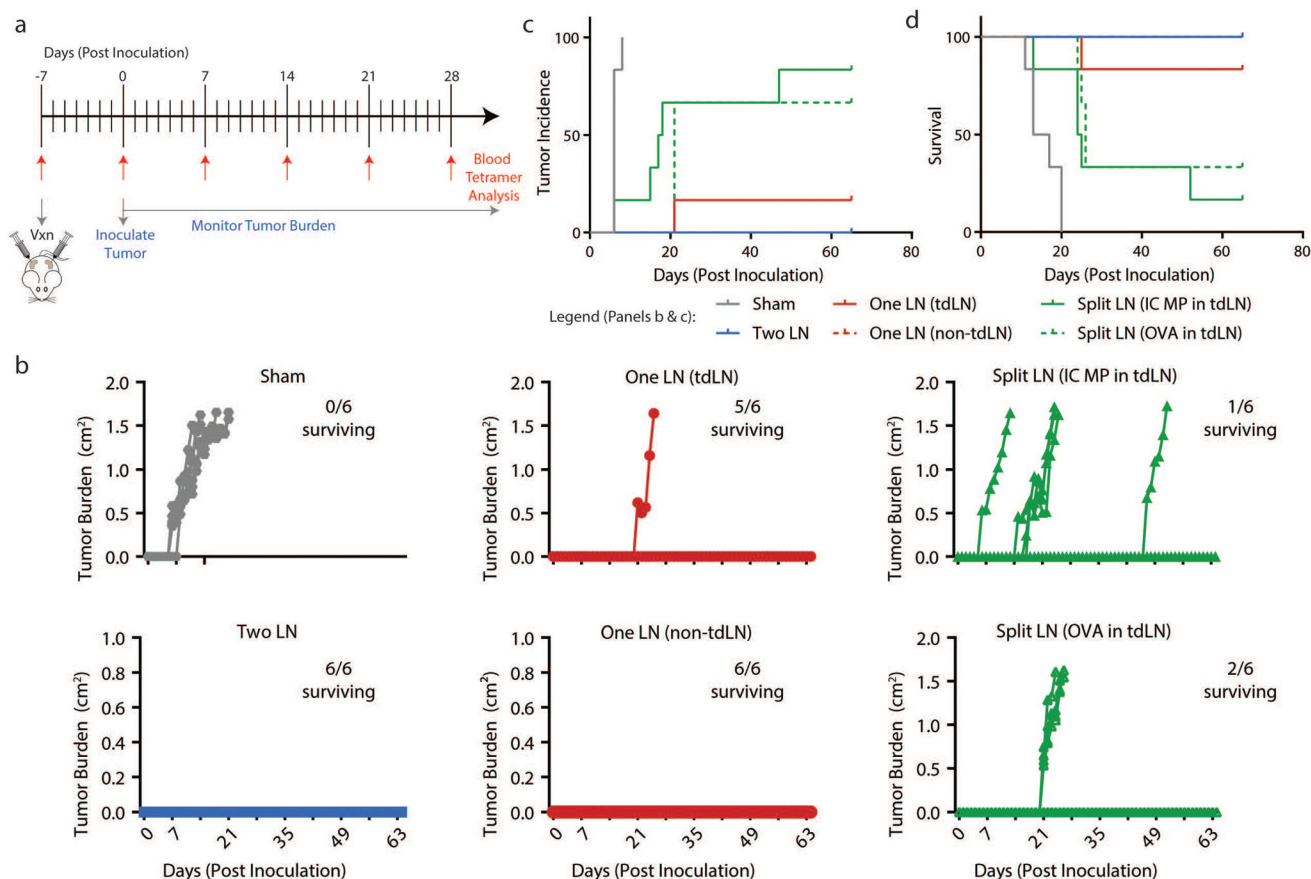 a
Days (Post Inoculation)
-7 0 7 14 21 28
Blood
Tetramer
Analysis
Vxn
Inoculate
Tumor
Monitor Tumor Burden
c
100
50
0
Tumor Incidence
0 20 40 60 80
Days (Post Inoculation)
d
100
50
0
Survival
0 20 40 60 80
Days (Post Inoculation)
Legend (Panels b & c):
Sham
One LN (tdLN)
Split LN (IC MP in tdLN)
Two LN
One LN (non-tdLN)
Split LN (OVA in tdLN)
b
Sham
0/6
surviving
2.0
1.5
1.0
0.5
0.0
Tumor Burden (cm²)
One LN (tdLN)
5/6
surviving
2.0
1.5
1.0
0.5
0.0
Tumor Burden (cm²)
Split LN (IC MP in tdLN)
1/6
surviving
2.0
1.5
1.0
0.5
0.0
Tumor Burden (cm²)
Two LN
6/6
surviving
1.0
0.8
0.6
0.4
0.2
0.0
Tumor Burden (cm²)
0 7 21 35 49 63
Days (Post Inoculation)
One LN (non-tdLN)
6/6
surviving
1.0
0.8
0.6
0.4
0.2
0.0
Tumor Burden (cm²)
0 7 21 35 49 63
Days (Post Inoculation)
Split LN (OVA in tdLN)
2/6
surviving
2.0
1.5
1.0
0.5
0.0
Tumor Burden (cm²)
0 7 21 35 49 63
Days (Post Inoculation)